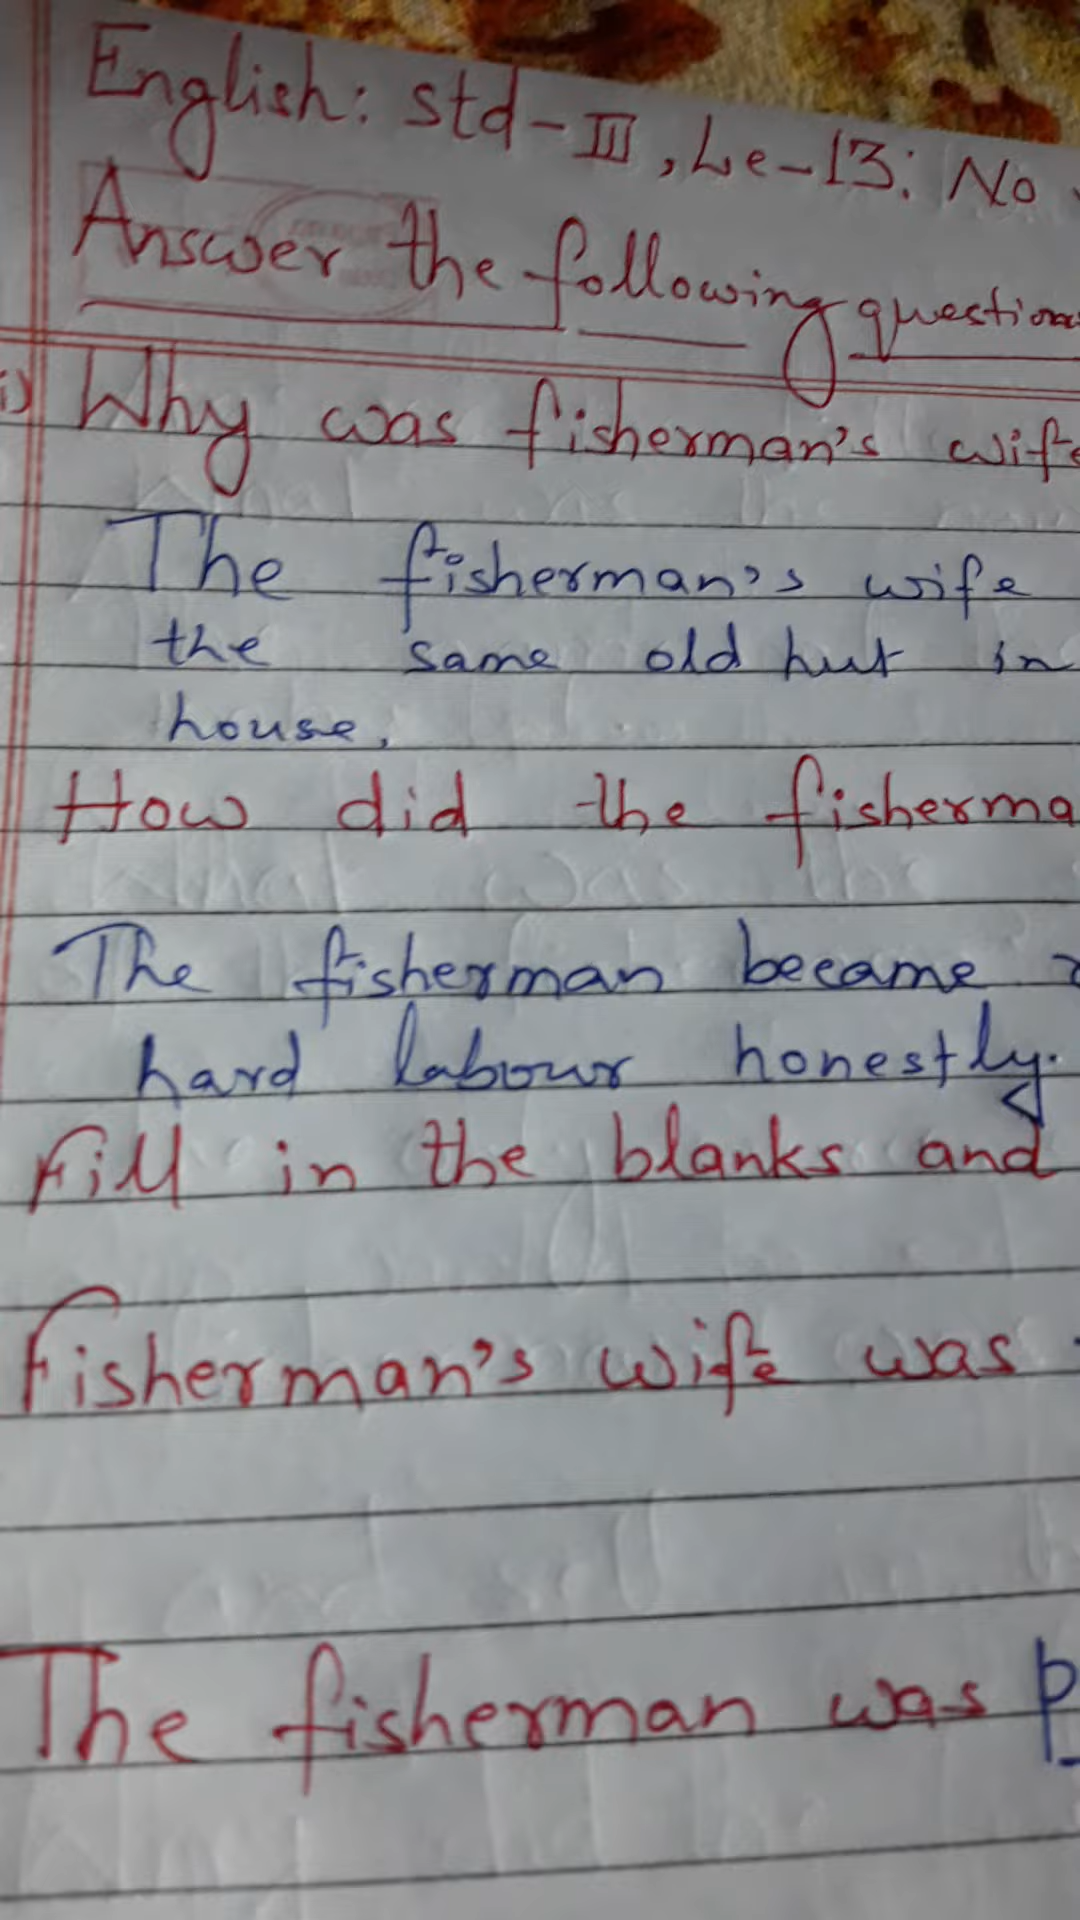 English: std-III, Le-13: No
Answer the following question
i) Why was fisherman's wife
The fisherman's wife
the same old hut in
house.
How did the fisherma
The fisherman became
hard labour honestly.
Fill in the blanks and
Fisherman's wife was
The fisherman was P